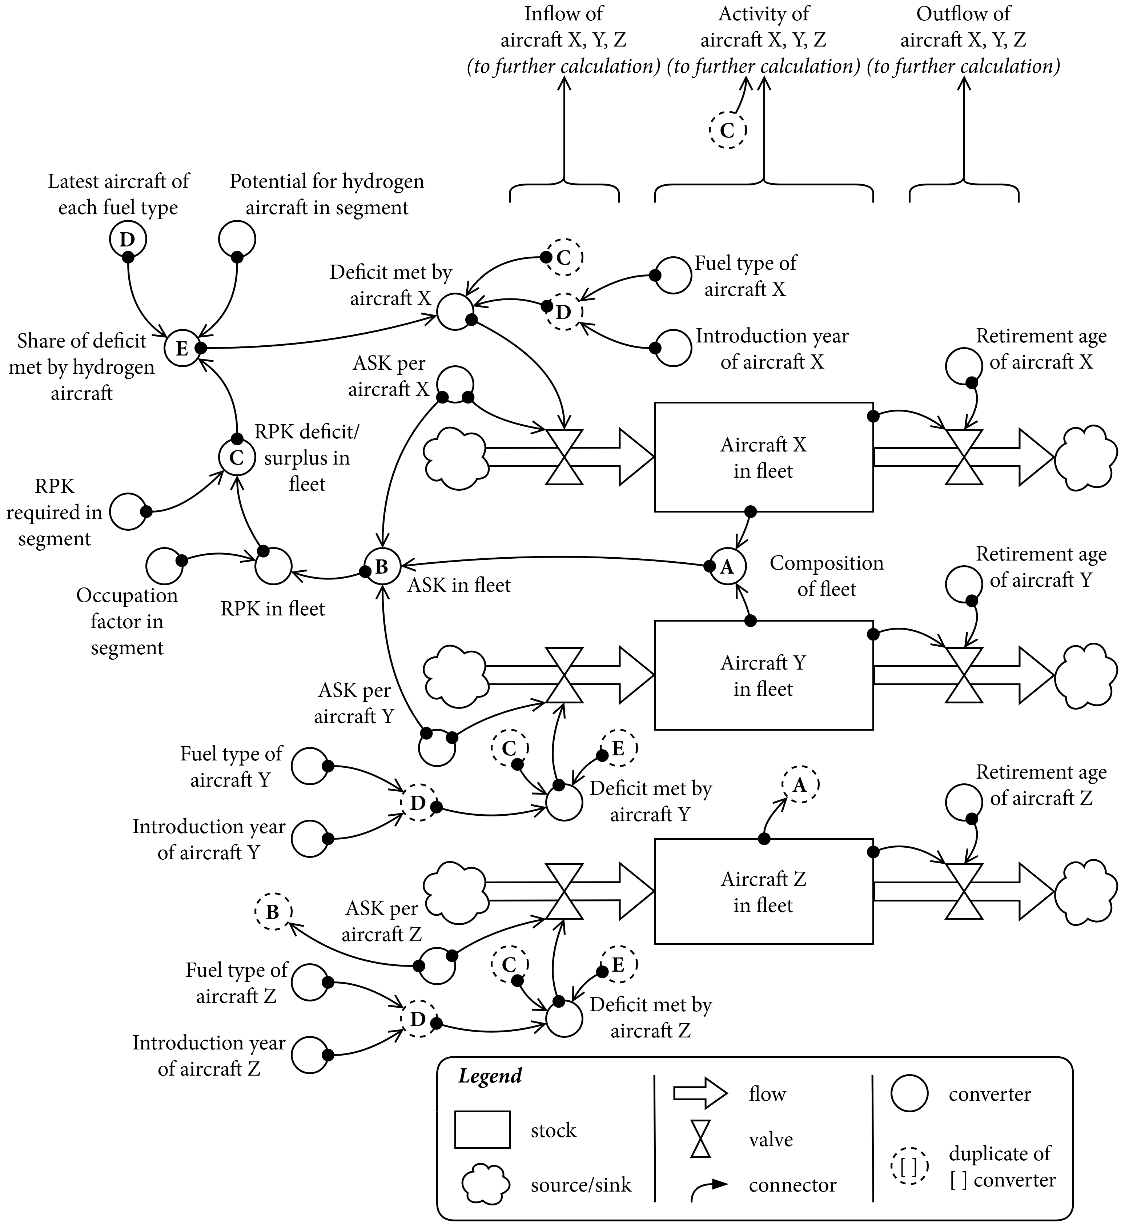 Inflow of
aircraft X, Y, Z
(to further calculation)
Activity of
aircraft X, Y, Z
(to further calculation)
Outflow of
aircraft X, Y, Z
(to further calculation)
C
Latest aircraft of
each fuel type
D
Potential for hydrogen
aircraft in segment
Deficit met by
aircraft X
C
D
Fuel type of
aircraft X
Introduction year
of aircraft X
Share of deficit
met by hydrogen
aircraft
E
ASK per
aircraft X
Retirement age
of aircraft X
Aircraft X
in fleet
RPK deficit/
surplus in
fleet
C
RPK
required in
segment
Occupation
factor in
segment
RPK in fleet
B
ASK in fleet
A
Composition
of fleet
Retirement age
of aircraft Y
Aircraft Y
in fleet
ASK per
aircraft Y
Fuel type of
aircraft Y
Introduction year
of aircraft Y
D
C
E
Deficit met by
aircraft Y
A
Retirement age
of aircraft Z
Aircraft Z
in fleet
B
ASK per
aircraft Z
Fuel type of
aircraft Z
Introduction year
of aircraft Z
D
C
E
Deficit met by
aircraft Z
Legend
stock
source/sink
flow
valve
connector
converter
[ ]
duplicate of
[ ] converter